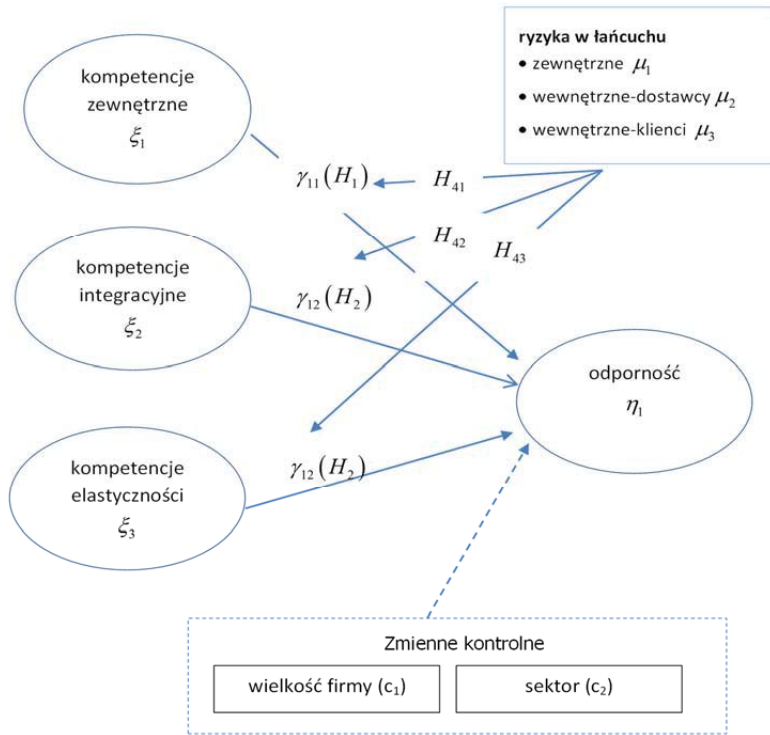 kompetencje
zewnętrzne
ξ₁
ryzyka w łańcuchu
• zewnętrzne μ₁
• wewnętrzne-dostawcy μ₂
• wewnętrzne-klienci μ₃
γ₁₁(H₁)
H₄₁
H₄₂
H₄₃
kompetencje
integracyjne
ξ₂
γ₁₂(H₂)
odporność
η₁
kompetencje
elastyczności
ξ₃
γ₁₂(H₂)
Zmienne kontrolne
wielkość firmy (c₁)
sektor (c₂)